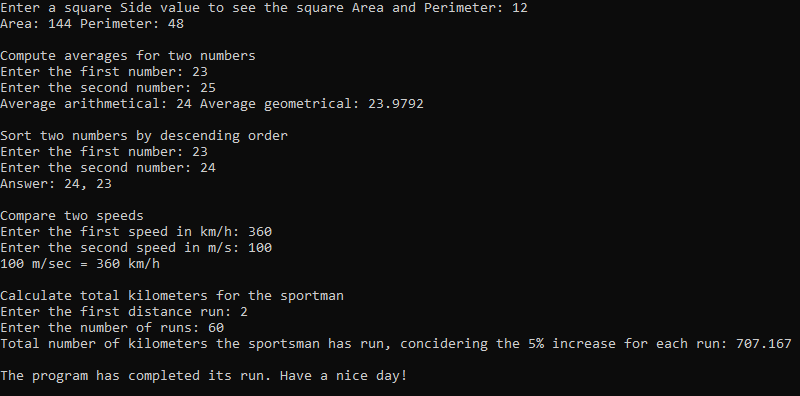 Enter a square Side value to see the square Area and Perimeter: 12
Area: 144 Perimeter: 48
Compute averages for two numbers
Enter the first number: 23
Enter the second number: 25
Average arithmetical: 24 Average geometrical: 23.9792
Sort two numbers by descending order
Enter the first number: 23
Enter the second number: 24
Answer: 24, 23
Compare two speeds
Enter the first speed in km/h: 360
Enter the second speed in m/s: 100
100 m/sec = 360 km/h
Calculate total kilometers for the sportman
Enter the first distance run: 2
Enter the number of runs: 60
Total number of kilometers the sportsman has run, concidering the 5% increase for each run: 707.167
The program has completed its run. Have a nice day!